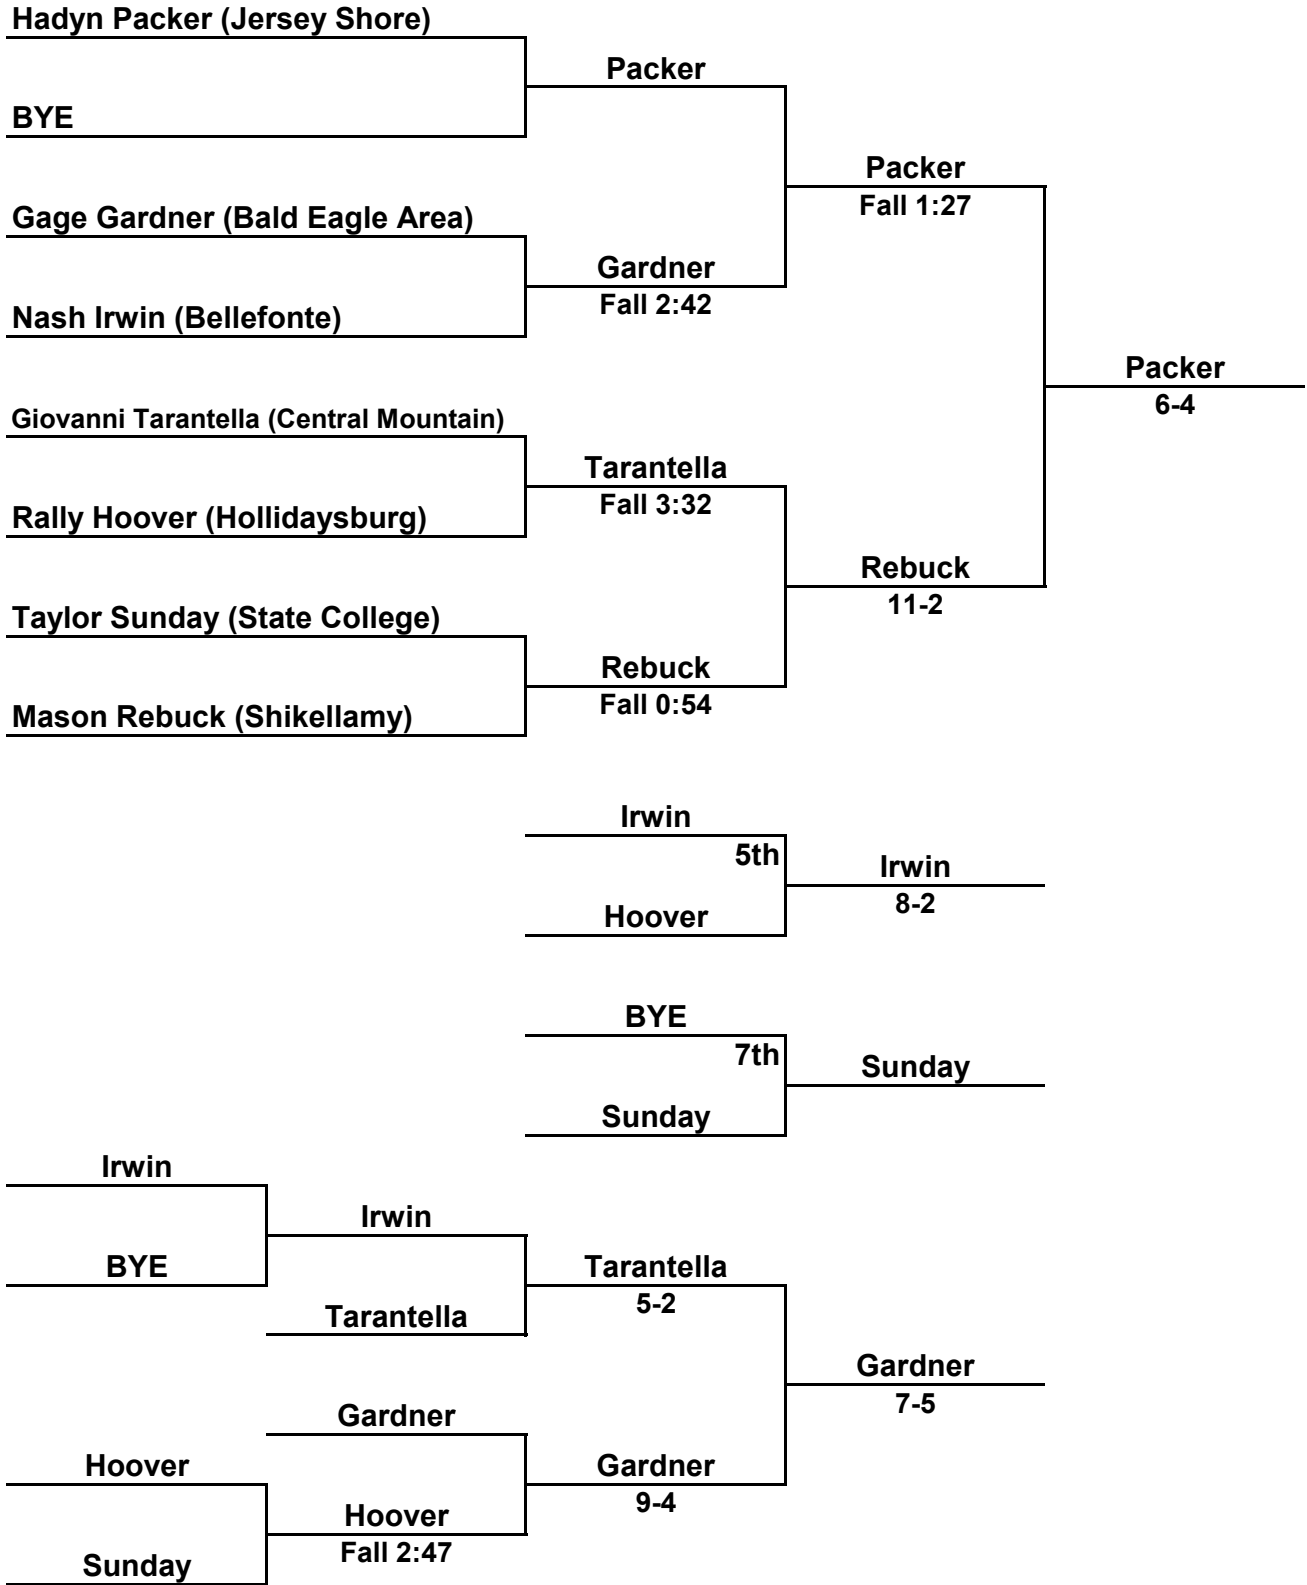 Hadyn Packer (Jersey Shore)
Packer
BYE
Packer
Fall 1:27
Gage Gardner (Bald Eagle Area)
Gardner
Fall 2:42
Nash Irwin (Bellefonte)
Packer
6-4
Giovanni Tarantella (Central Mountain)
Tarantella
Fall 3:32
Rally Hoover (Hollidaysburg)
Rebuck
11-2
Taylor Sunday (State College)
Rebuck
Fall 0:54
Mason Rebuck (Shikellamy)
Irwin
5th
Irwin
8-2
Hoover
BYE
7th
Sunday
Sunday
Irwin
Irwin
BYE
Tarantella
5-2
Tarantella
Gardner
7-5
Gardner
Hoover
Gardner
9-4
Hoover
Fall 2:47
Sunday